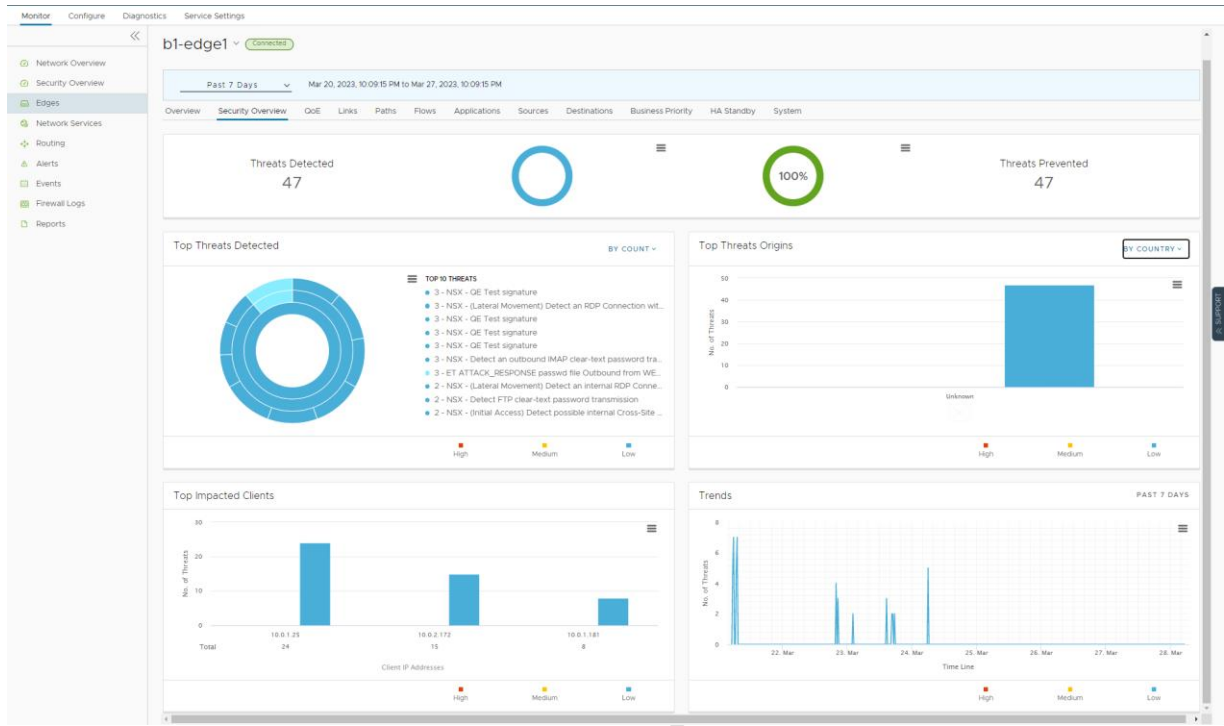 Monitor Configure Diagnostics Service Settings
Network Overview
Security Overview
Edges
Network Services
Routing
Alerts
Events
Firewall Logs
Reports
b1-edge1 Connected
Past 7 Days Mar 20, 2023, 10:09:15 PM to Mar 27, 2023, 10:09:15 PM
Overview Security Overview QoE Links Paths Flows Applications Sources Destinations Business Priority HA Standby System
Threats Detected
47
100%
Threats Prevented
47
Top Threats Detected
BY COUNT
TOP 10 THREATS
3 - NSX - QE Test signature
3 - NSX - (Lateral Movement) Detect an RDP Connection wit...
3 - NSX - QE Test signature
3 - NSX - QE Test signature
3 - NSX - QE Test signature
3 - NSX - Detect an outbound IMAP clear-text password tra...
3 - ET ATTACK_RESPONSE passwd file Outbound from WE...
2 - NSX - (Lateral Movement) Detect an internal RDP Conne...
2 - NSX - Detect FTP clear-text password transmission
2 - NSX - (Initial Access) Detect possible internal Cross-Site ...
High Medium Low
Top Threats Origins
BY COUNTRY
No. of Threats
50
40
30
20
10
0
Unknown
High Medium Low
Top Impacted Clients
No. of Threats
30
20
10
0
10.0.1.25 10.0.2.172 10.0.1.181
Total 24 15 8
Client IP Addresses
High Medium Low
Trends
PAST 7 DAYS
No. of Threats
8
6
4
2
0
22. Mar 23. Mar 24. Mar 25. Mar 26. Mar 27. Mar 28. Mar
Time Line
High Medium Low
SUPPORT